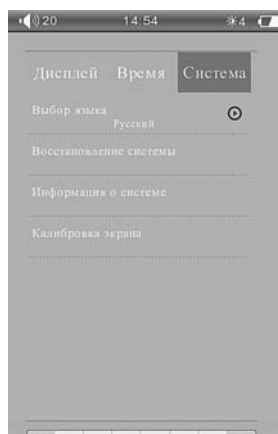 20 14:54 4
Дисплей Время Система
Выбор языка
Русский
Восстановление системы
Информация о системе
Калибровка экрана